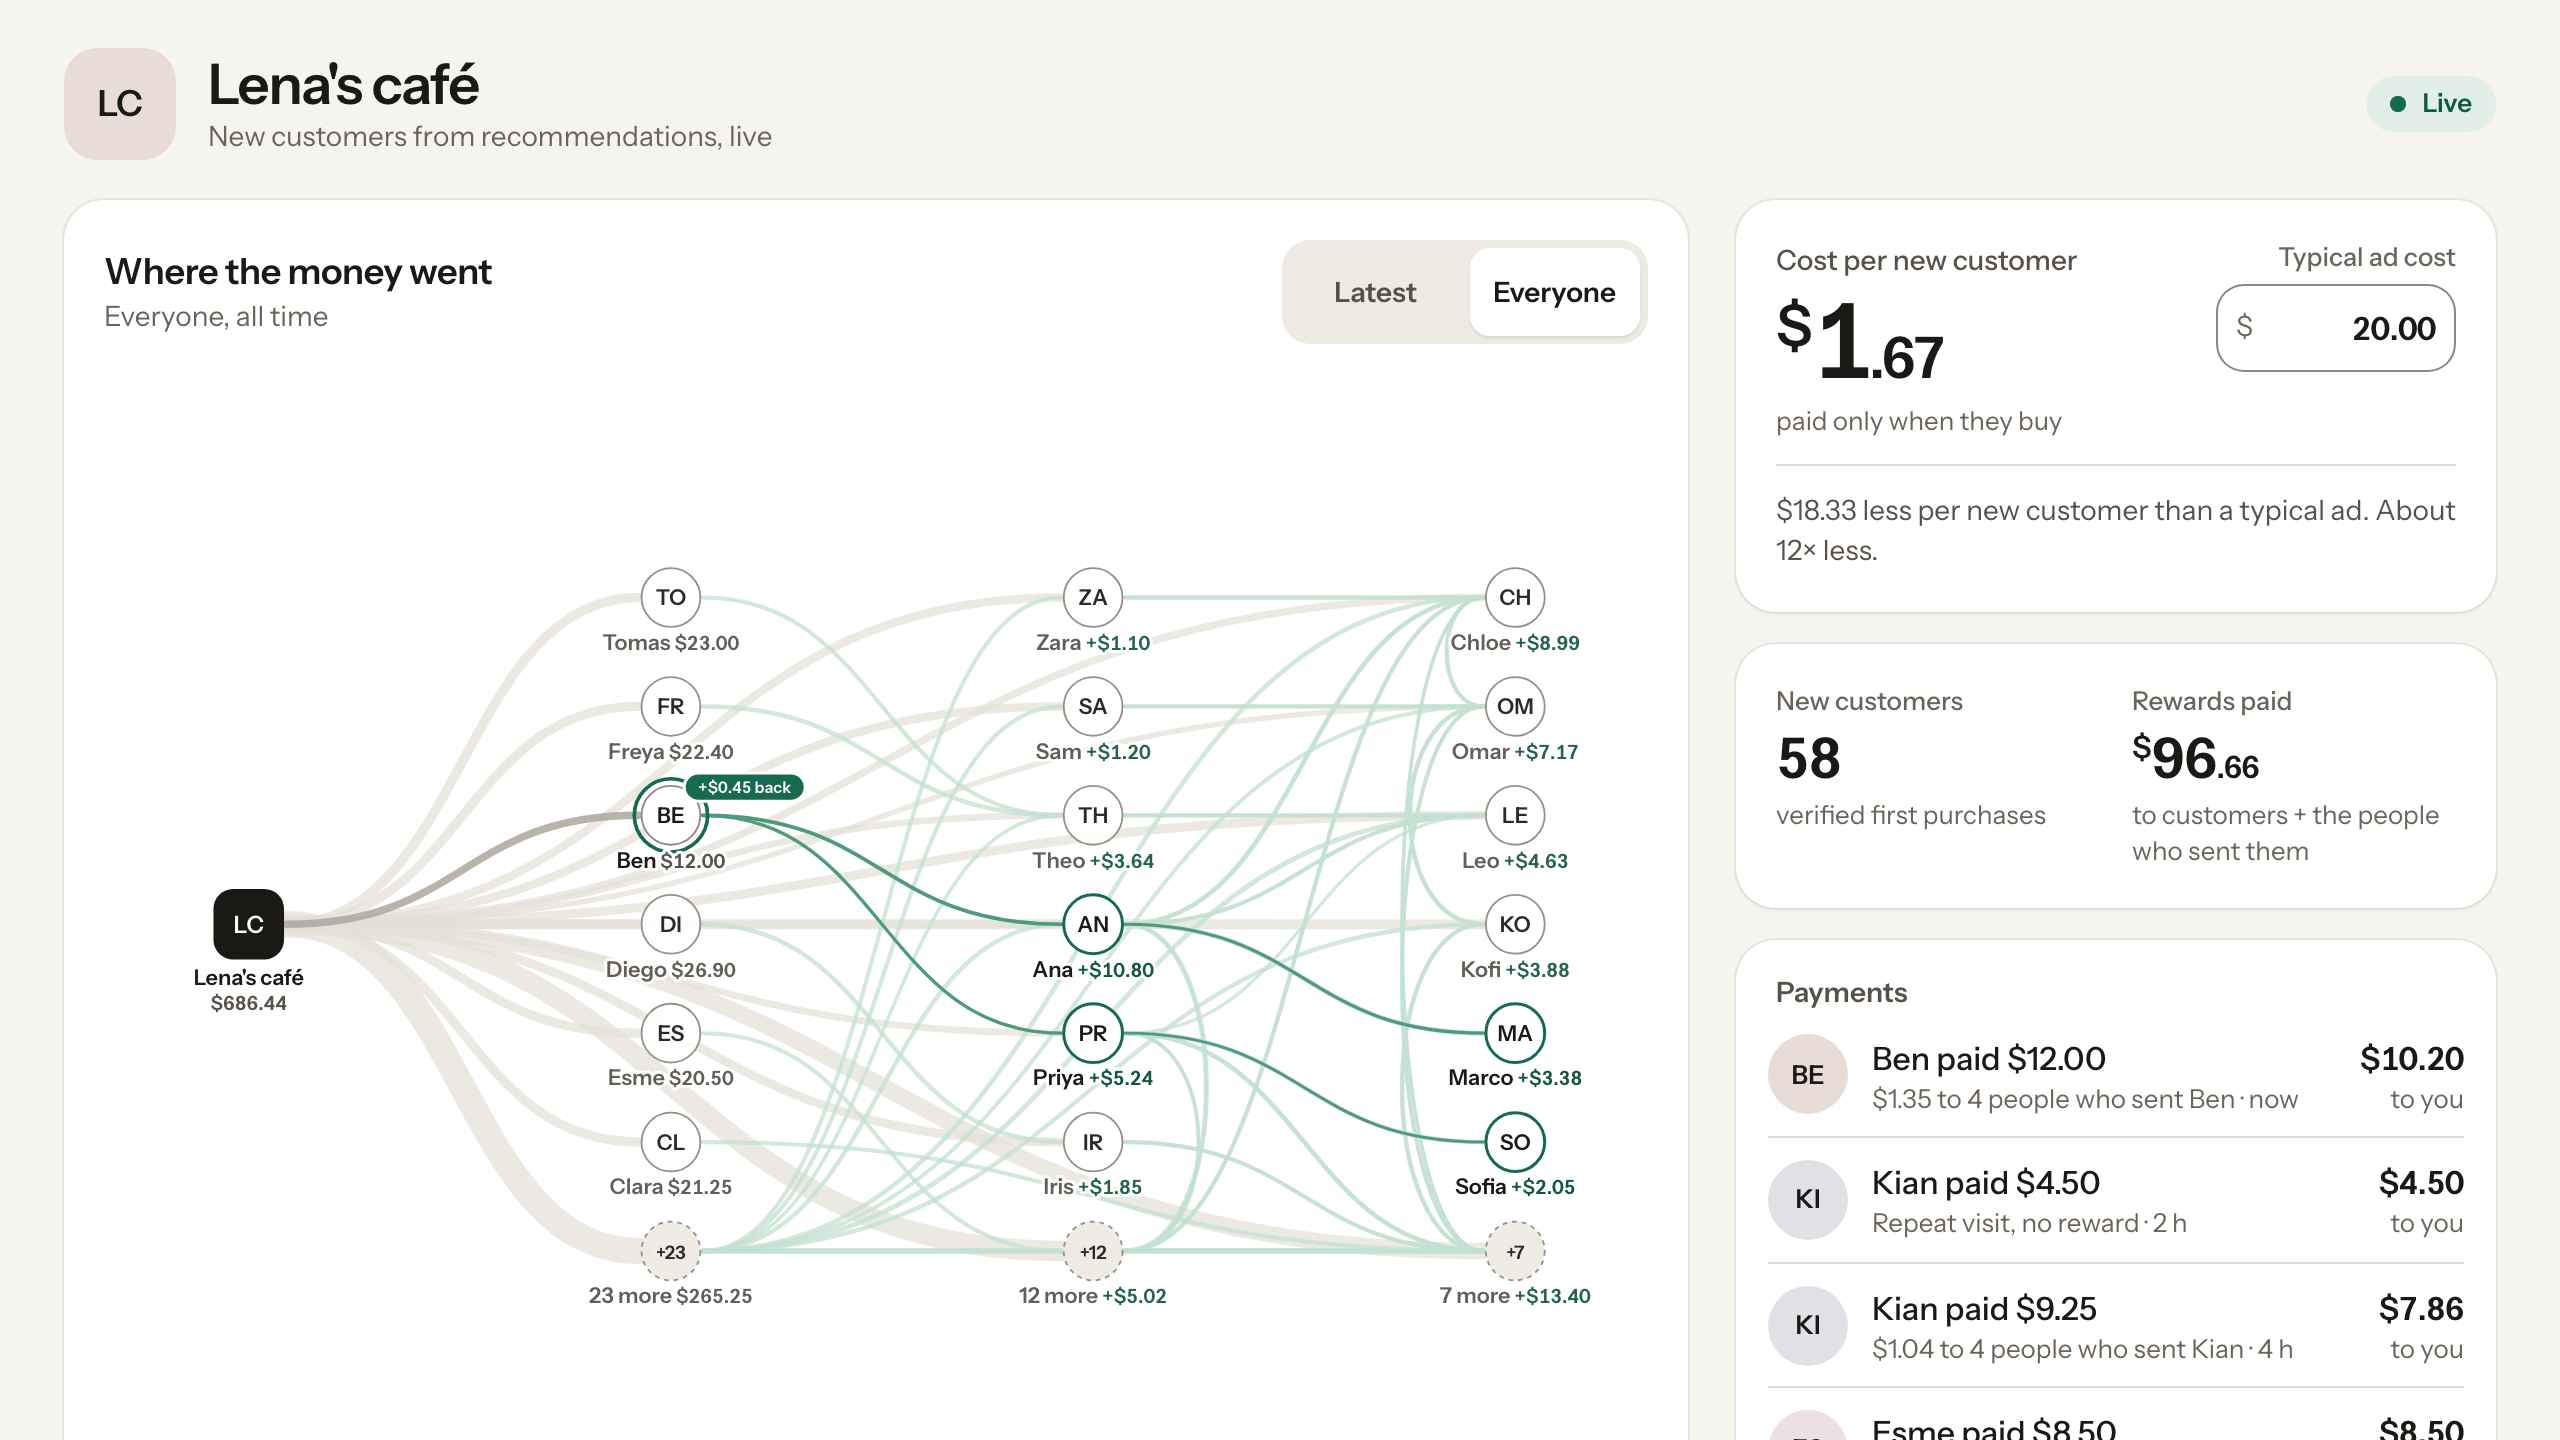 LC
Lena's café
New customers from recommendations, live
Live
Where the money went
Everyone, all time
Latest
Everyone
TO
Tomas $23.00
ZA
Zara +$1.10
CH
Chloe +$8.99
FR
Freya $22.40
SA
Sam +$1.20
OM
Omar +$7.17
+$0.45 back
BE
Ben $12.00
TH
Theo +$3.64
LE
Leo +$4.63
LC
Lena's café
$686.44
DI
Diego $26.90
AN
Ana +$10.80
KO
Kofi +$3.88
ES
Esme $20.50
PR
Priya +$5.24
MA
Marco +$3.38
CL
Clara $21.25
IR
Iris +$1.85
SO
Sofia +$2.05
+23
23 more $265.25
+12
12 more +$5.02
+7
7 more +$13.40
Cost per new customer
$1.67
paid only when they buy
Typical ad cost
$ 20.00
$18.33 less per new customer than a typical ad. About
12× less.
New customers
58
verified first purchases
Rewards paid
$96.66
to customers + the people
who sent them
Payments
BE
Ben paid $12.00
$10.20
$1.35 to 4 people who sent Ben · now
to you
KI
Kian paid $4.50
$4.50
Repeat visit, no reward · 2 h
to you
KI
Kian paid $9.25
$7.86
$1.04 to 4 people who sent Kian · 4 h
to you
Esme paid $8.50
$8.50